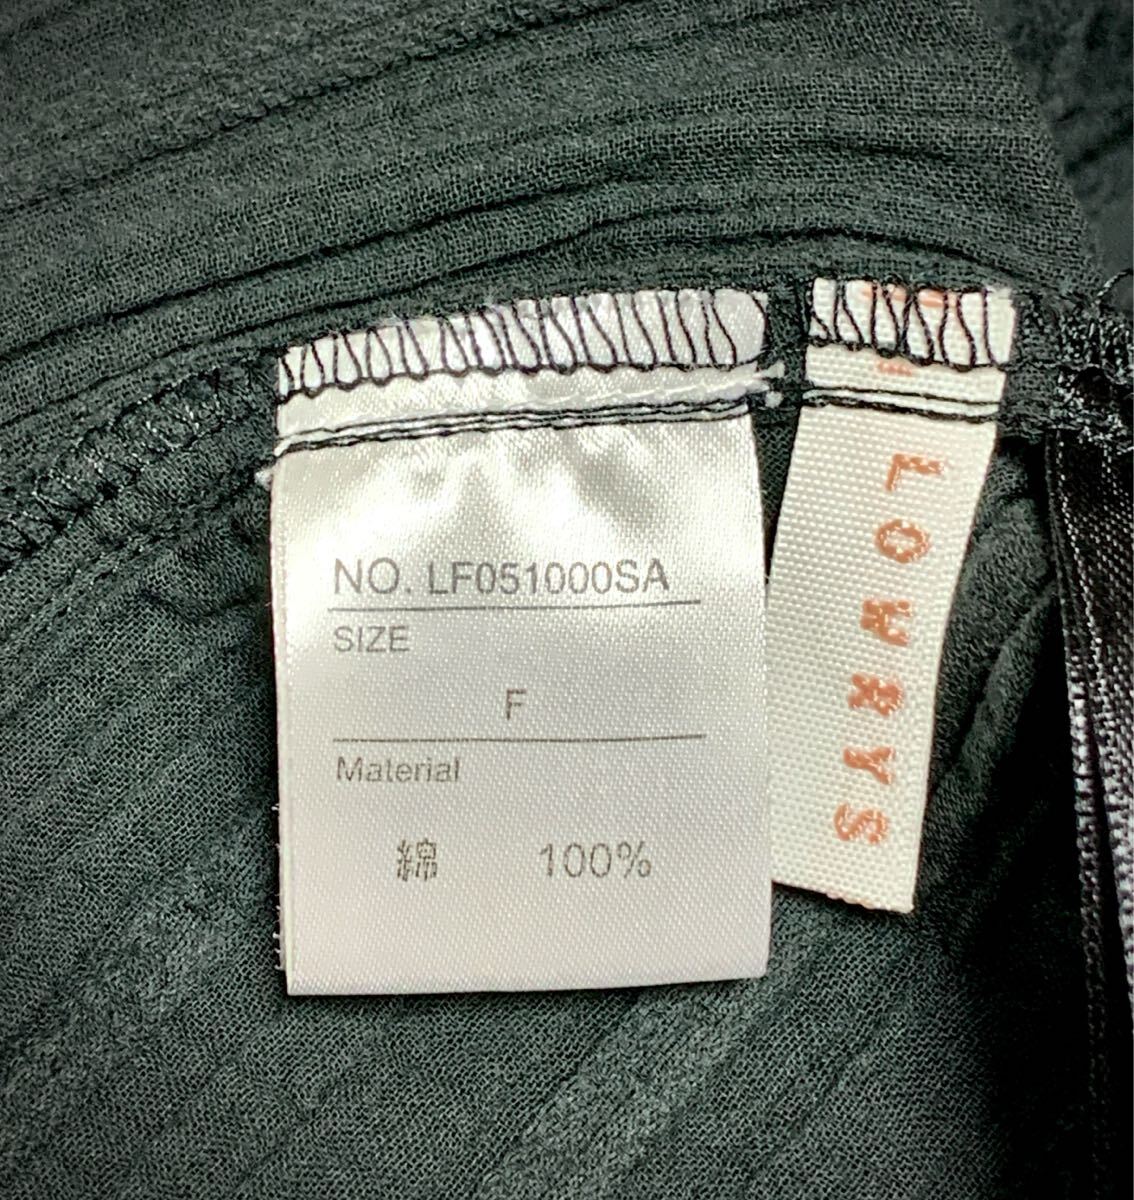 NO. LF051000SA
SIZE
F
Material
綿 100%
LOWRYS